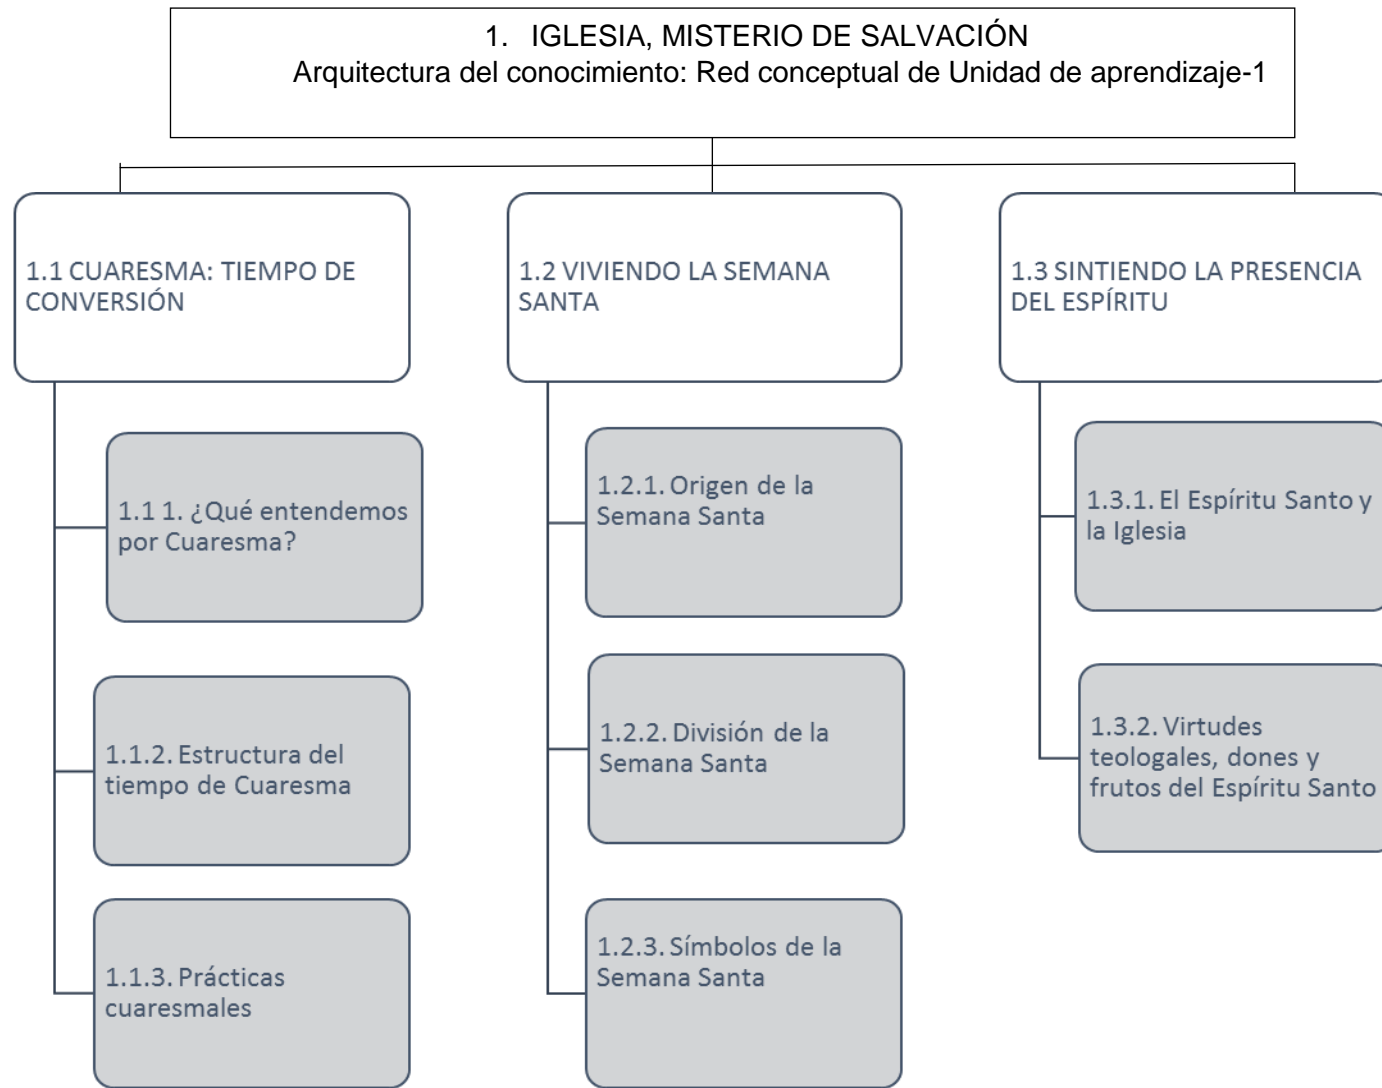 1. IGLESIA, MISTERIO DE SALVACIÓN
Arquitectura del conocimiento: Red conceptual de Unidad de aprendizaje-1
1.1 CUARESMA: TIEMPO DE
CONVERSIÓN
1.1 1. ¿Qué entendemos
por Cuaresma?
1.1.2. Estructura del
tiempo de Cuaresma
1.1.3. Prácticas
cuaresmales
1.2 VIVIENDO LA SEMANA
SANTA
1.2.1. Origen de la
Semana Santa
1.2.2. División de la
Semana Santa
1.2.3. Símbolos de la
Semana Santa
1.3 SINTIENDO LA PRESENCIA
DEL ESPÍRITU
1.3.1. El Espíritu Santo y
la Iglesia
1.3.2. Virtudes
teologales, dones y
frutos del Espíritu Santo